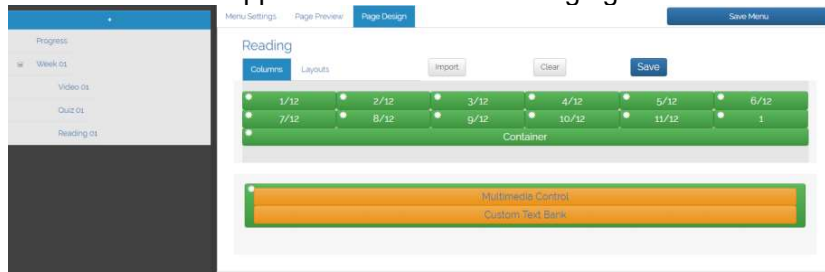 +
Menu Settings Page Preview Page Design Save Menu
Progress
Week 01
Video 01
Quiz 01
Reading 01
Reading
Columns Layouts Import Clear Save
1/12 2/12 3/12 4/12 5/12 6/12
7/12 8/12 9/12 10/12 11/12 1
Container
Multimedia Control
Custom Text Bank